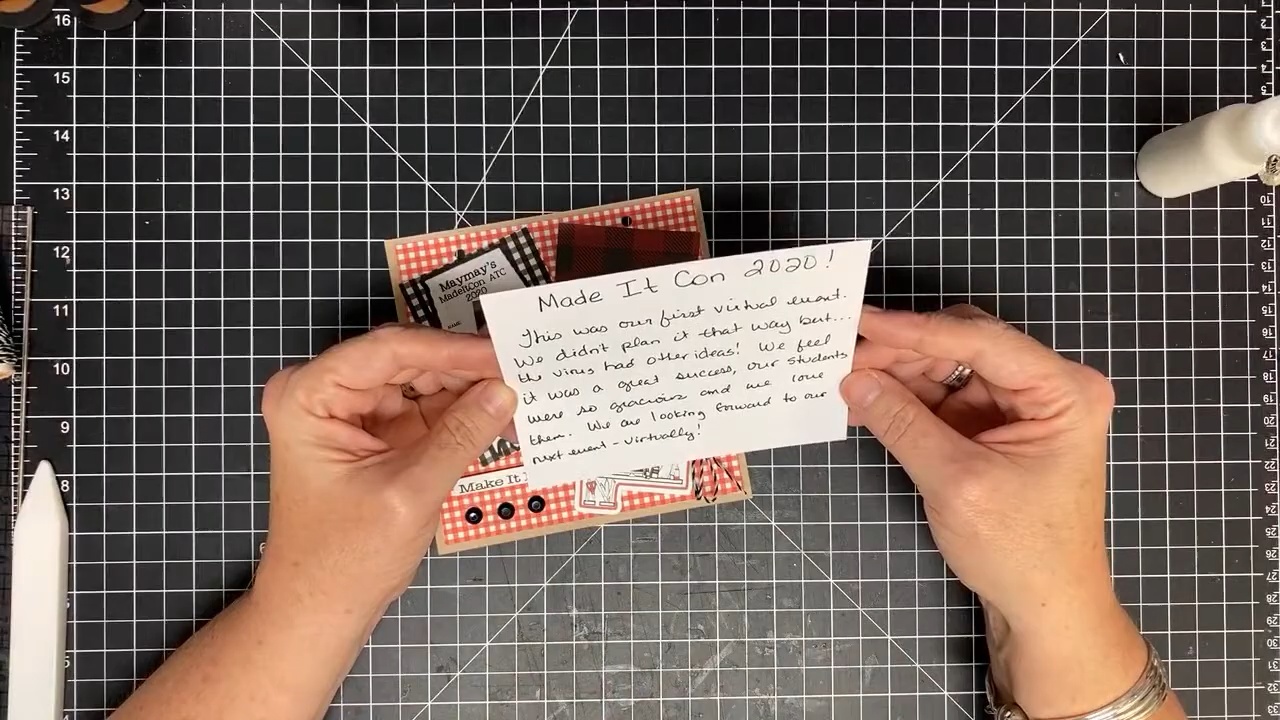 Maymay's
MadeItCon ATC
2020
NAME
Made It Con 2020!
This was our first virtual event.
We didn't plan it that way but...
the virus had other ideas! We feel
it was a great success, our students
were so gracious and we love
them. We are looking forward to our
next event - virtually!
Make It
16
15
14
13
12
11
10
9
8